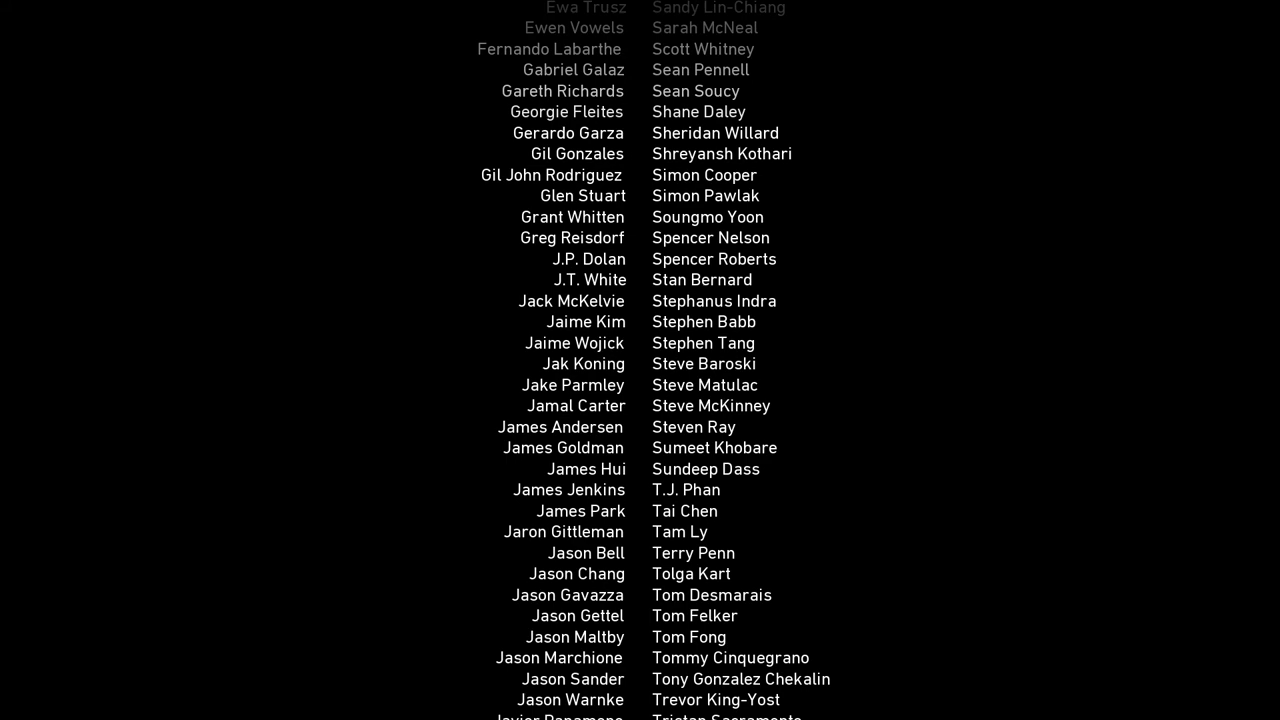 Ewa Trusz Sandy Lin-Chiang
Ewen Vowels Sarah McNeal
Fernando Labarthe Scott Whitney
Gabriel Galaz Sean Pennell
Gareth Richards Sean Soucy
Georgie Fleites Shane Daley
Gerardo Garza Sheridan Willard
Gil Gonzales Shreyansh Kothari
Gil John Rodriguez Simon Cooper
Glen Stuart Simon Pawlak
Grant Whitten Soungmo Yoon
Greg Reisdorf Spencer Nelson
J.P. Dolan Spencer Roberts
J.T. White Stan Bernard
Jack McKelvie Stephanus Indra
Jaime Kim Stephen Babb
Jaime Wojick Stephen Tang
Jak Koning Steve Baroski
Jake Parmley Steve Matulac
Jamal Carter Steve McKinney
James Andersen Steven Ray
James Goldman Sumeet Khobare
James Hui Sundeep Dass
James Jenkins T.J. Phan
James Park Tai Chen
Jaron Gittleman Tam Ly
Jason Bell Terry Penn
Jason Chang Tolga Kart
Jason Gavazza Tom Desmarais
Jason Gettel Tom Felker
Jason Maltby Tom Fong
Jason Marchione Tommy Cinquegrano
Jason Sander Tony Gonzalez Chekalin
Jason Warnke Trevor King-Yost